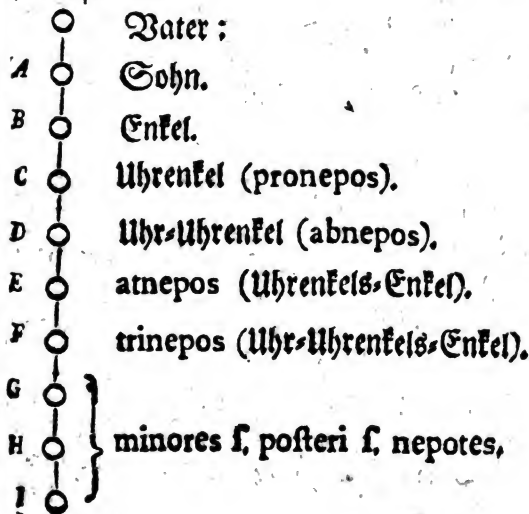 Vater:
A Sohn.
B Enkel.
C Uhrenkel (pronepos).
D Uhr-Uhrenkel (abnepos).
E atnepos (Uhrenkels-Enkel).
F trinepos (Uhr-Uhrenkels-Enkel).
G
H minores ſ. poſteri ſ. nepotes.
I